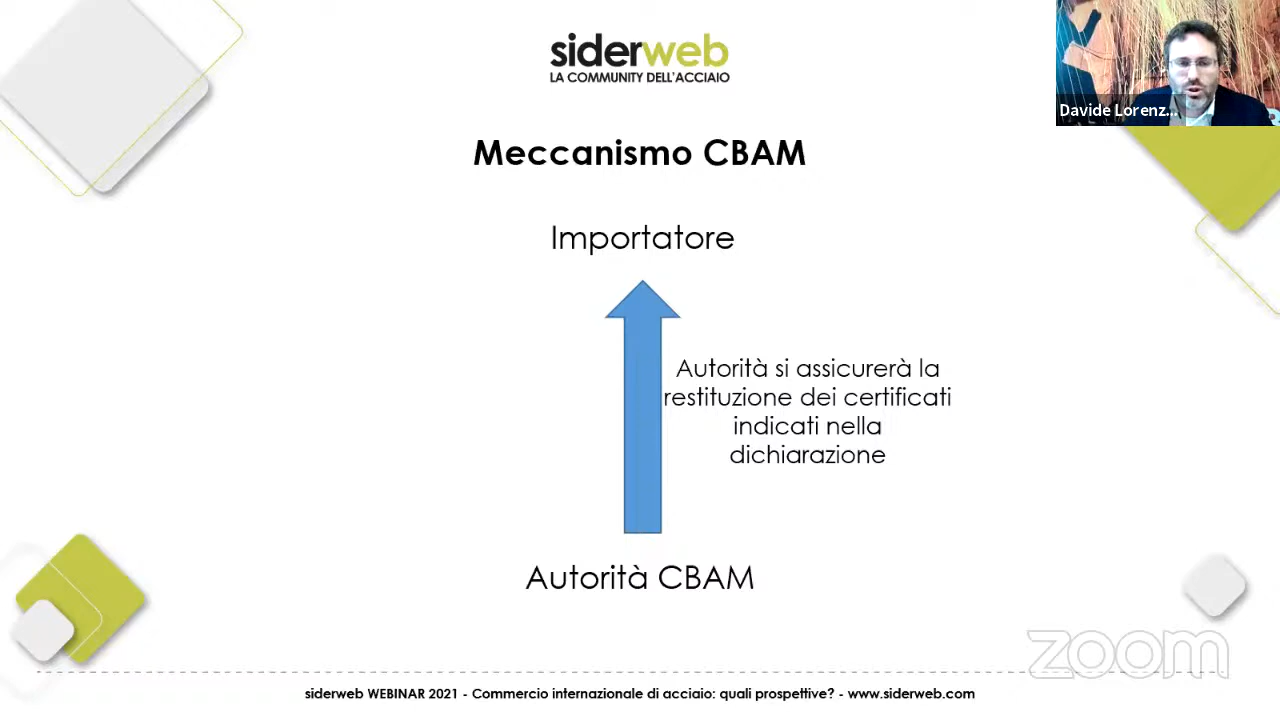 siderweb
LA COMMUNITY DELL'ACCIAIO
Davide Lorenz...
Meccanismo CBAM
Importatore
Autorità si assicurerà la
restituzione dei certificati
indicati nella
dichiarazione
Autorità CBAM
zoom
siderweb WEBINAR 2021 - Commercio internazionale di acciaio: quali prospettive? - www.siderweb.com